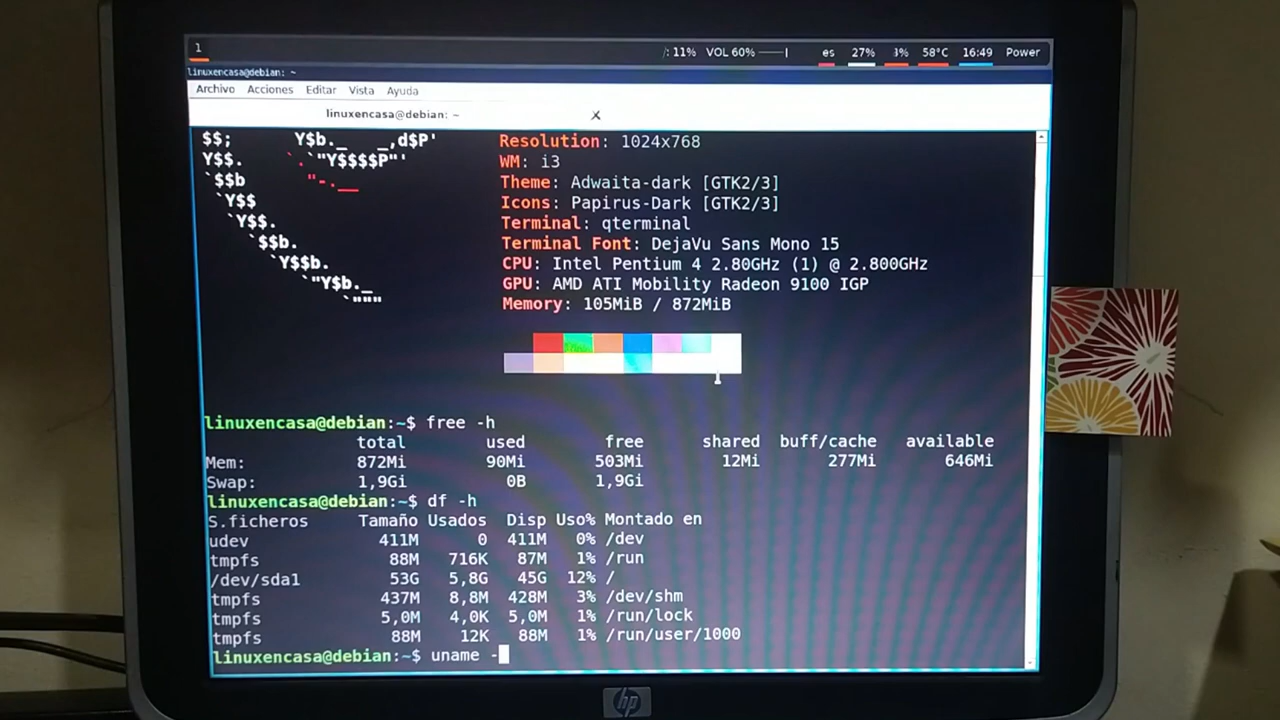 1 /: 11% VOL 60% es 27% 3% 58°C 16:49 Power
linuxencasa@debian: ~
Archivo Acciones Editar Vista Ayuda
linuxencasa@debian: ~ X
$$; Y$b._ _,d$P' Resolution: 1024x768
Y$$. `.`"Y$$$$P"' WM: i3
`$$b "-.__ Theme: Adwaita-dark [GTK2/3]
`Y$$ Icons: Papirus-Dark [GTK2/3]
`Y$$. Terminal: qterminal
`$$b. Terminal Font: DejaVu Sans Mono 15
`Y$$b. CPU: Intel Pentium 4 2.80GHz (1) @ 2.800GHz
`"Y$b._ GPU: AMD ATI Mobility Radeon 9100 IGP
`""" Memory: 105MiB / 872MiB
linuxencasa@debian:~$ free -h
total used free shared buff/cache available
Mem: 872Mi 90Mi 503Mi 12Mi 277Mi 646Mi
Swap: 1,9Gi 0B 1,9Gi
linuxencasa@debian:~$ df -h
S.ficheros Tamaño Usados Disp Uso% Montado en
udev 411M 0 411M 0% /dev
tmpfs 88M 716K 87M 1% /run
/dev/sda1 53G 5,8G 45G 12% /
tmpfs 437M 8,8M 428M 3% /dev/shm
tmpfs 5,0M 4,0K 5,0M 1% /run/lock
tmpfs 88M 12K 88M 1% /run/user/1000
linuxencasa@debian:~$ uname -
hp